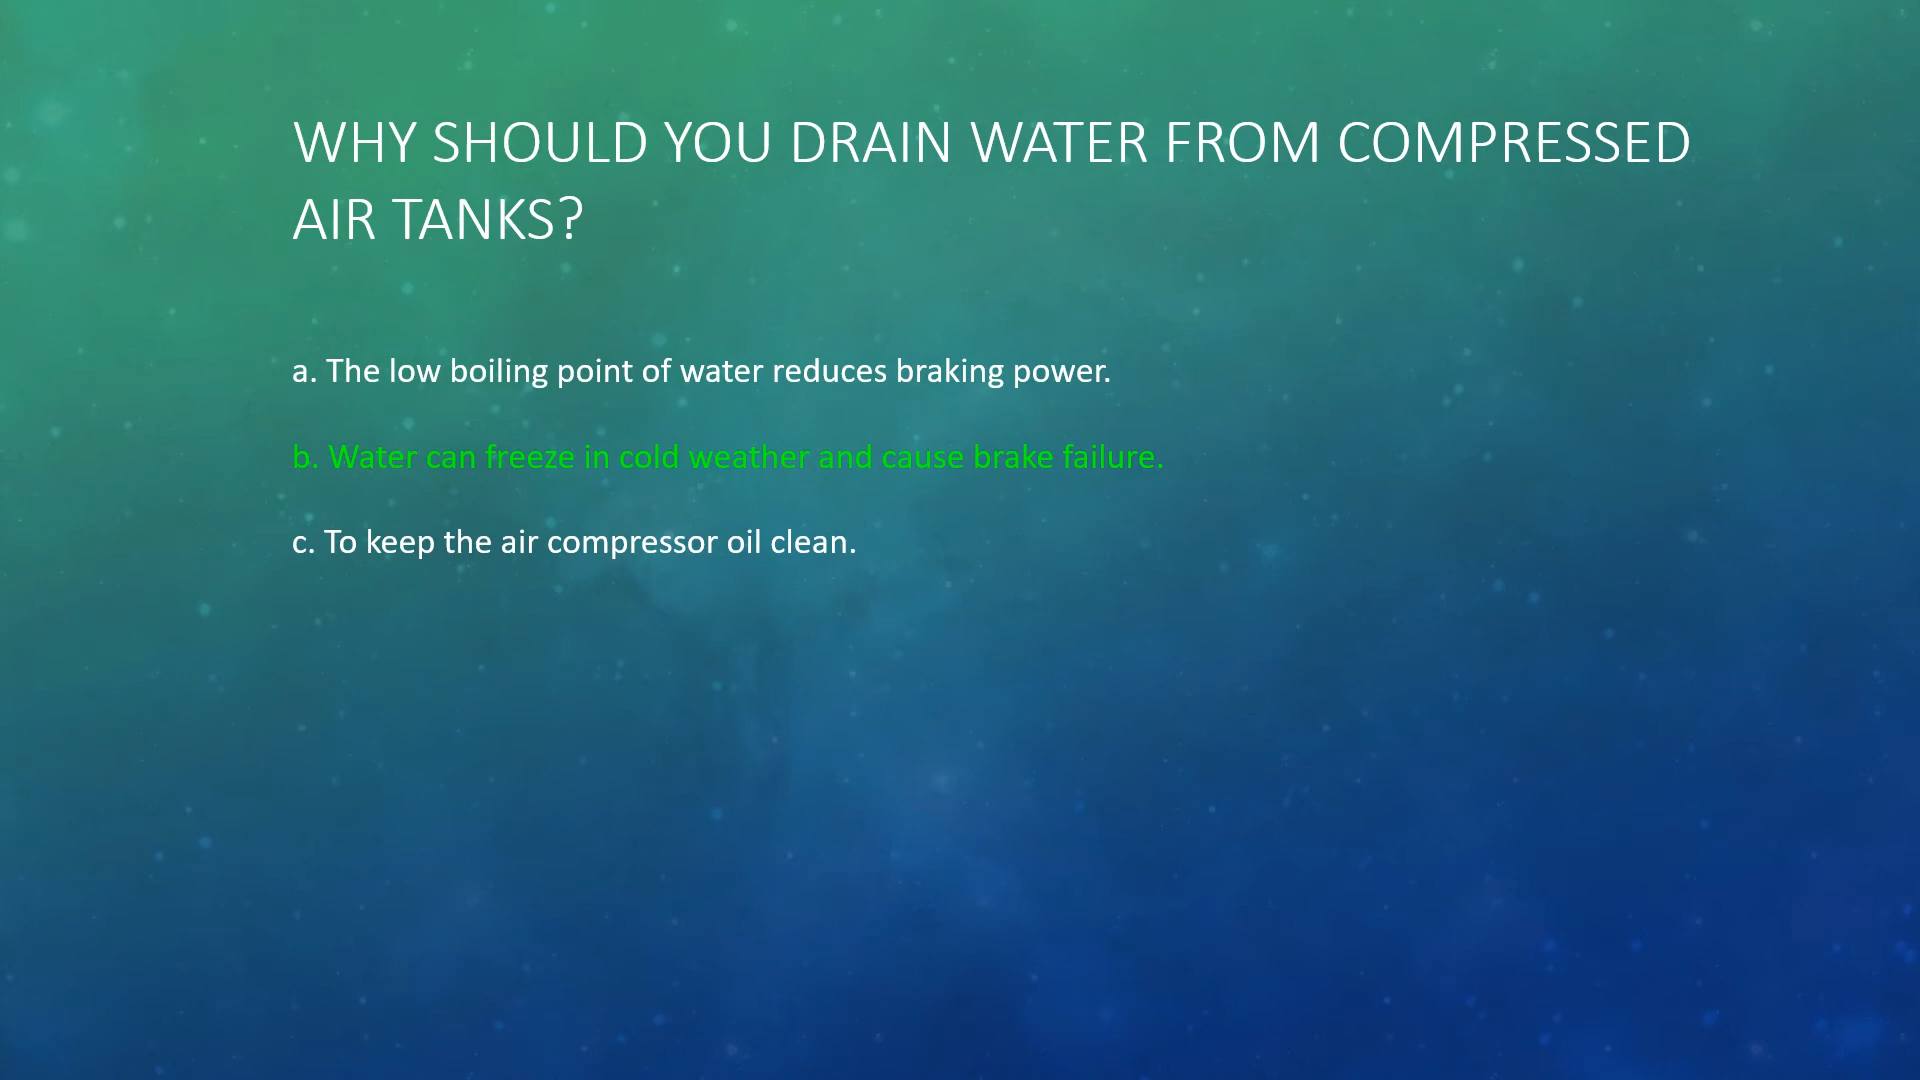 WHY SHOULD YOU DRAIN WATER FROM COMPRESSED
AIR TANKS?
a. The low boiling point of water reduces braking power.
b. Water can freeze in cold weather and cause brake failure.
c. To keep the air compressor oil clean.